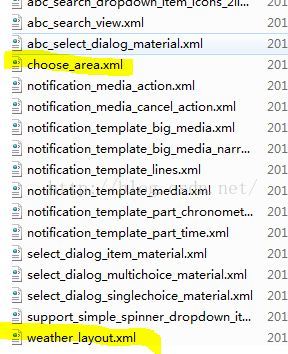 abc_search_dropdown_item_icons_2li... 201
abc_search_view.xml 201
abc_select_dialog_material.xml 201
choose_area.xml 201
notification_media_action.xml 201
notification_media_cancel_action.xml 201
notification_template_big_media.xml 201
notification_template_big_media_narr... 201
notification_template_lines.xml 201
notification_template_media.xml 201
notification_template_part_chronomet... 201
notification_template_part_time.xml 201
select_dialog_item_material.xml 201
select_dialog_multichoice_material.xml 201
select_dialog_singlechoice_material.xml 201
support_simple_spinner_dropdown_it... 201
weather_layout.xml 201